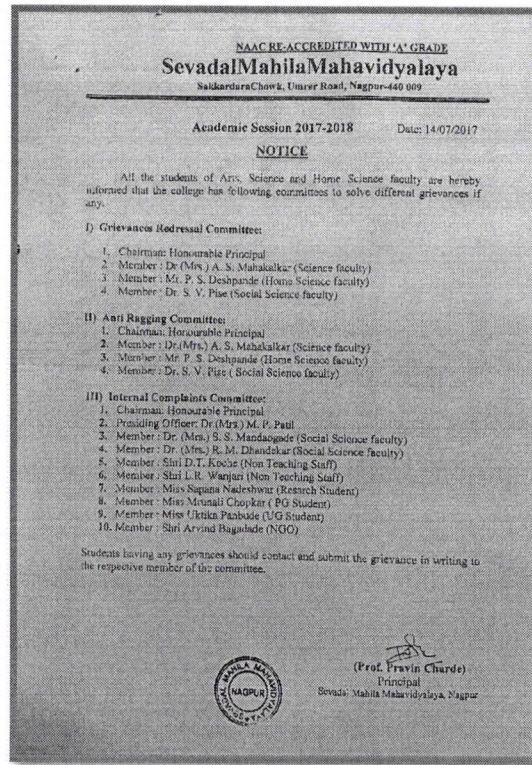 NAAC RE-ACCREDITED WITH 'A' GRADE
SevadalMahilaMahavidyalaya
SakkarduraChowk, Umrer Road, Nagpur-440 009
Academic Session 2017-2018 Date: 14/07/2017
NOTICE
All the students of Arts, Science and Home Science faculty are hereby
informed that the college has following committees to solve different grievances if
any.
I) Grievances Redressal Committee:
1. Chairman: Honourable Principal
2. Member : Dr.(Mrs.) A. S. Mahakalkar (Science faculty)
3. Member : Mr. P. S. Deshpande (Home Science faculty)
4. Member : Dr. S. V. Pise (Social Science faculty)
II) Anti Ragging Committee:
1. Chairman: Honourable Principal
2. Member : Dr.(Mrs.) A. S. Mahakalkar (Science faculty)
3. Member : Mr. P. S. Deshpande (Home Science faculty)
4. Member : Dr. S. V. Pise ( Social Science faculty)
III) Internal Complaints Committee:
1. Chairman: Honourable Principal
2. Presiding Officer: Dr.(Mrs.) M. P. Patil
3. Member : Dr. (Mrs.) S. S. Mandaogade (Social Science faculty)
4. Member : Dr. (Mrs.) R. M. Dhandekar (Social Science faculty)
5. Member : Shri D.T. Koche (Non Teaching Staff)
6. Member : Shri L.R. Wanjari (Non Teaching Staff)
7. Member : Miss Sapana Nadeshwar (Resarch Student)
8. Member : Miss Mrunali Chopkar ( PG Student)
9. Member : Miss Panbude (UG Student)
10. Member : Shri Arvind Bagadade (NGO)
Students having any grievances should contact and submit the grievance in writing to
the respective member of the committee.
(Prof. Pravin Charde)
Principal
Sevadal Mahila Mahavidyalaya, Nagpur
SEVADAL MAHILA MAHAVIDYALAYA
NAGPUR